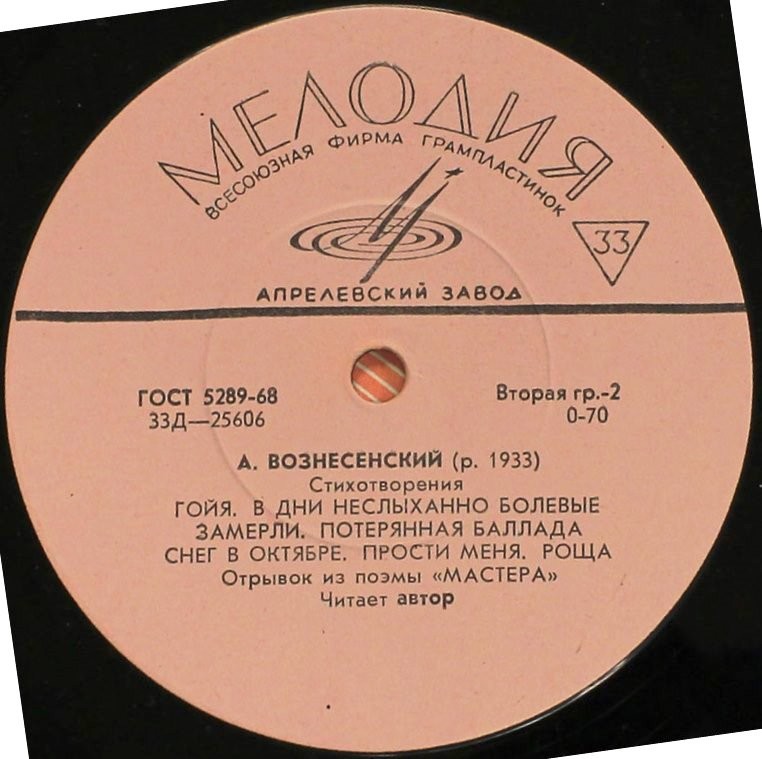 МЕЛОДИЯ
ВСЕСОЮЗНАЯ ФИРМА ГРАМПЛАСТИНОК
33
АПРЕЛЕВСКИЙ ЗАВОД
ГОСТ 5289-68
33Д—25606
Вторая гр.-2
0-70
А. ВОЗНЕСЕНСКИЙ (р. 1933)
Стихотворения
ГОЙЯ. В ДНИ НЕСЛЫХАННО БОЛЕВЫЕ
ЗАМЕРЛИ. ПОТЕРЯННАЯ БАЛЛАДА
СНЕГ В ОКТЯБРЕ. ПРОСТИ МЕНЯ. РОЩА
Отрывок из поэмы «МАСТЕРА»
Читает автор